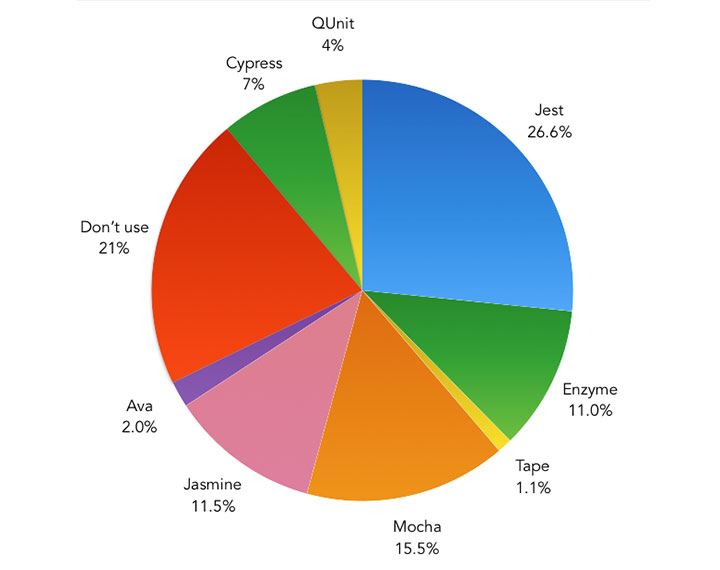 QUnit
4%
Cypress
7%
Jest
26.6%
Don’t use
21%
Enzyme
11.0%
Ava
2.0%
Tape
1.1%
Jasmine
11.5%
Mocha
15.5%